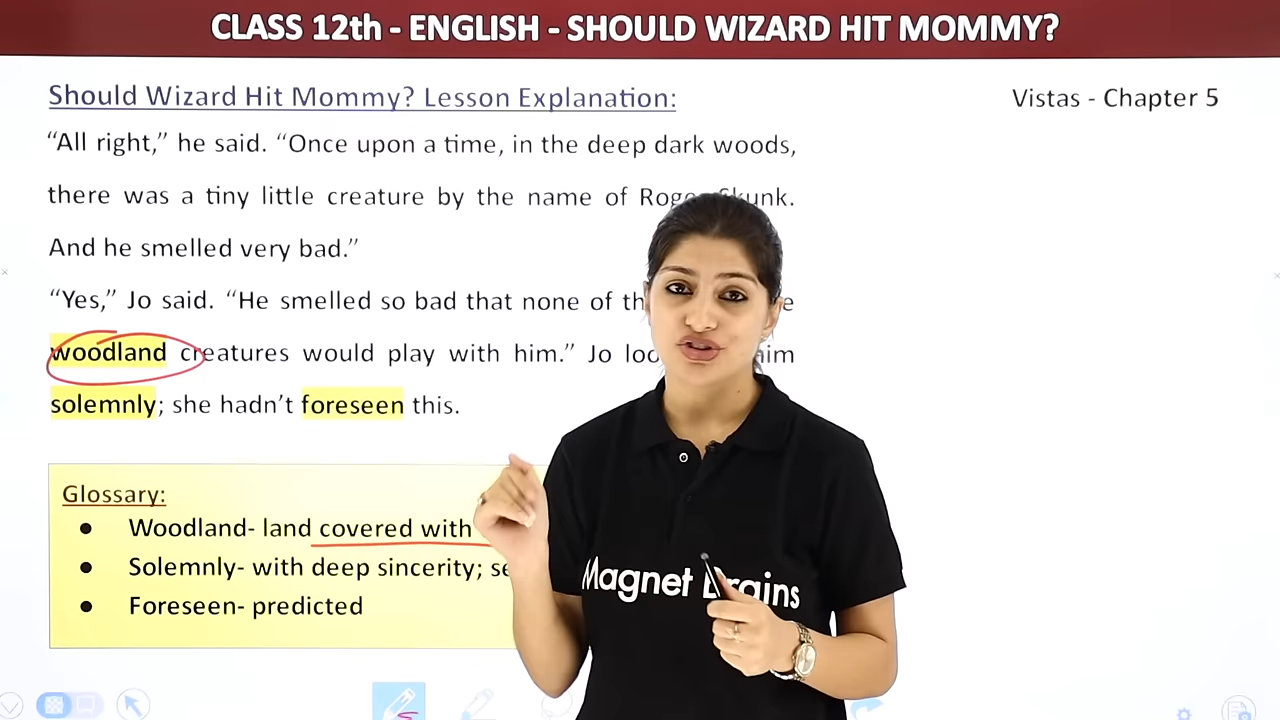 CLASS 12th - ENGLISH - SHOULD WIZARD HIT MOMMY?
Should Wizard Hit Mommy? Lesson Explanation:
Vistas - Chapter 5
“All right,” he said. “Once upon a time, in the deep dark woods,
there was a tiny little creature by the name of Roger Skunk.
And he smelled very bad.”
“Yes,” Jo said. “He smelled so bad that none of
woodland creatures would play with him.” Jo him
solemnly; she hadn’t foreseen this.
Glossary:
● Woodland- land covered with
● Solemnly- with deep sincerity;
● Foreseen- predicted
Magnet Brains